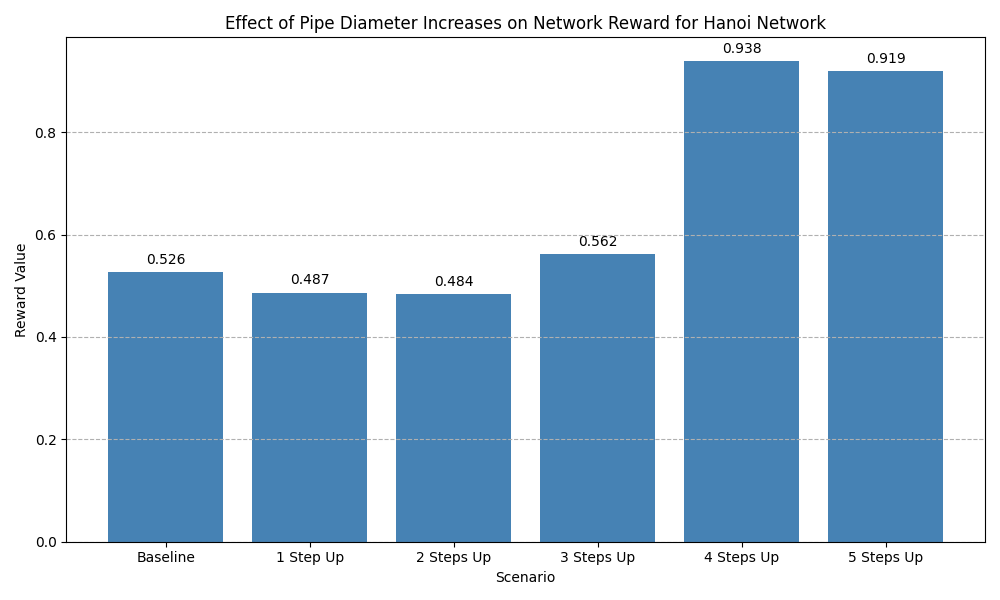 Effect of Pipe Diameter Increases on Network Reward for Hanoi Network
0.938
0.919
0.8
0.6
0.562
0.526
0.487
0.484
0.4
0.2
0.0
Reward Value
Baseline
1 Step Up
2 Steps Up
3 Steps Up
4 Steps Up
5 Steps Up
Scenario